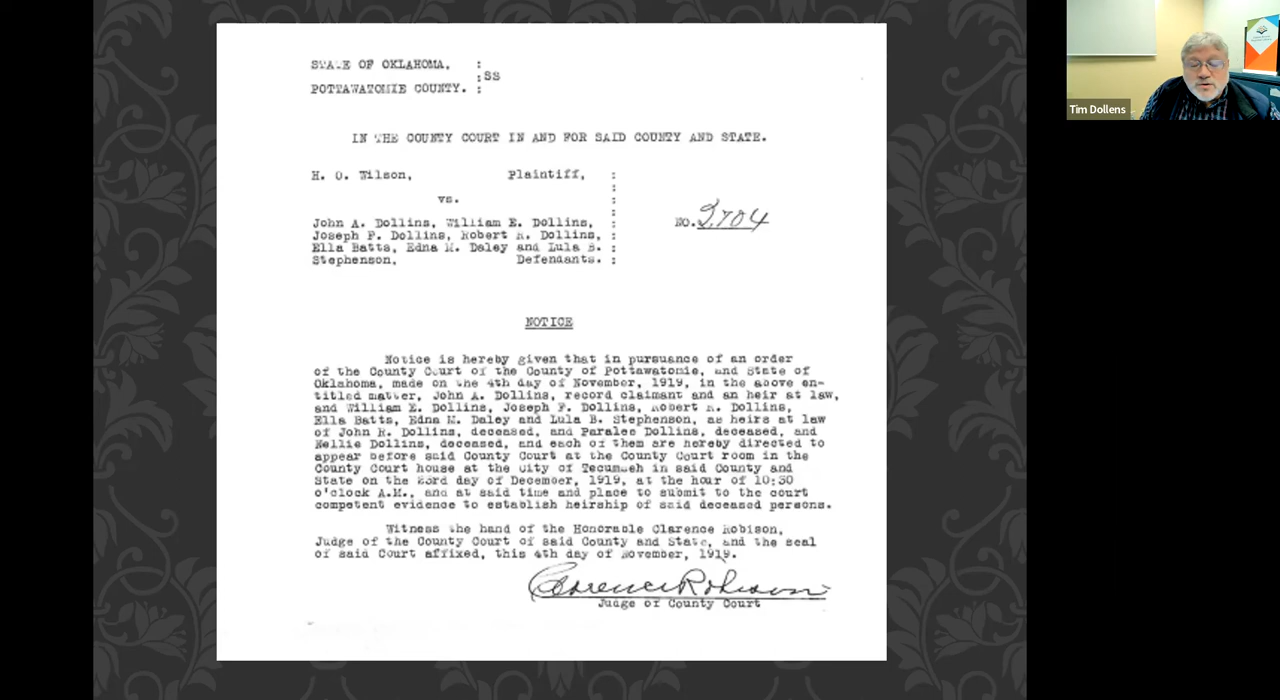 STATE OF OKLAHOMA, :
:SS
POTTAWATOMIE COUNTY. :
IN THE COUNTY COURT IN AND FOR SAID COUNTY AND STATE.
H. O. Wilson, Plaintiff, :
:
vs. :
:
John A. Dollins, William E. Dollins, :
Joseph F. Dollins, Robert R. Dollins, :
Ella Batts, Edna M. Daley and Lula B. :
Stephenson, Defendants. :
NO. 2704
NOTICE
Notice is hereby given that in pursuance of an order
of the County Court of the County of Pottawatomie, and State of
Oklahoma, made on the 4th day of November, 1919, in the above en-
titled matter, John A. Dollins, record claimant and an heir at law,
and William E. Dollins, Joseph F. Dollins, Robert R. Dollins,
Ella Batts, Edna M. Daley and Lula B. Stephenson, as heirs at law
of John R. Dollins, deceased, and Paralee Dollins, deceased, and
Nellie Dollins, deceased, and each of them are hereby directed to
appear before said County Court at the County Court room in the
County Court house at the City of Tecumseh in said County and
State on the 23rd day of December, 1919, at the hour of 10:30
o'clock A.M., and at said time and place to submit to the court
competent evidence to establish heirship of said deceased persons.
Witness the hand of the Honorable Clarence Robison,
Judge of the County Court of said County and State, and the seal
of said Court affixed, this 4th day of November, 1919.
Clarence Robison
Judge of County Court
Tim Dollens